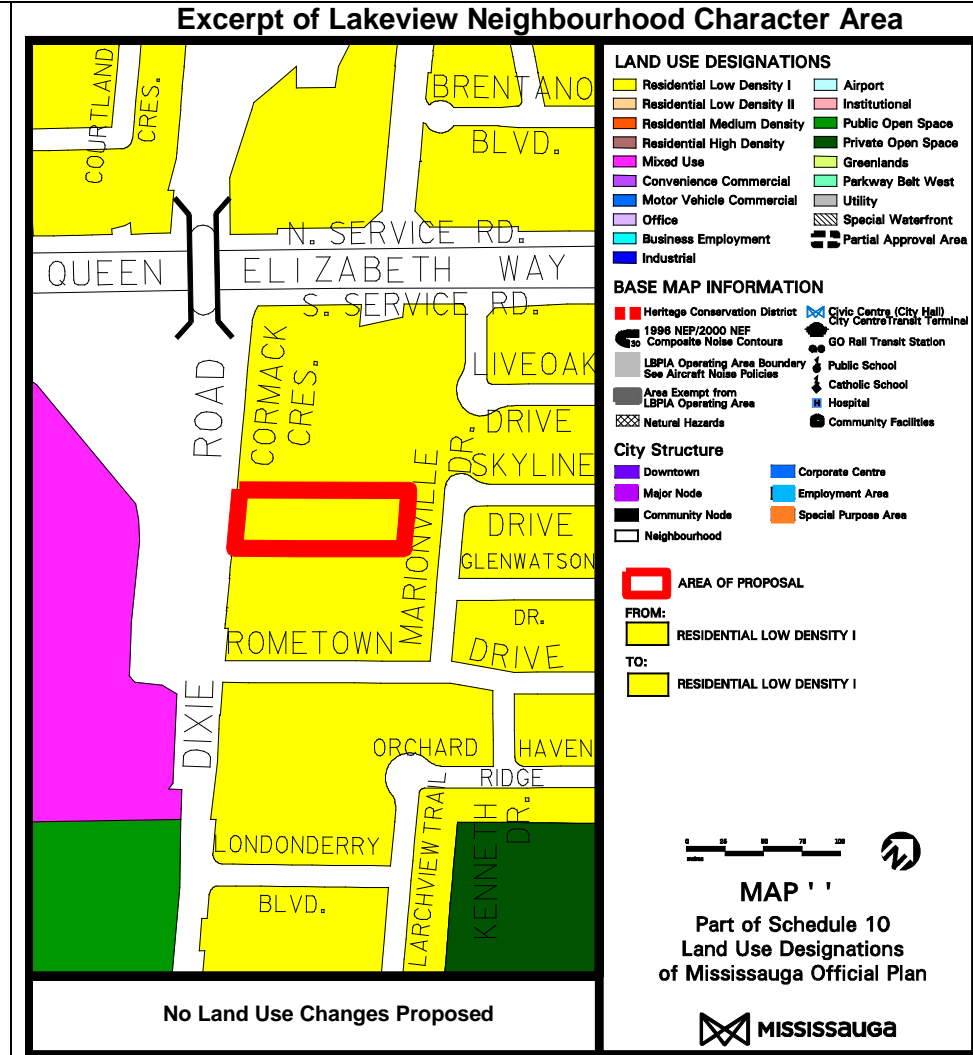 Excerpt of Lakeview Neighbourhood Character Area
COURTLAND
CRES.
BRENTANO
BLVD.
N. SERVICE RD.
QUEEN ELIZABETH WAY
S. SERVICE RD.
CORMACK
CRES.
LIVEOAK
DRIVE
ROAD
DR.
SKYLINE
MARIONVILLE
DRIVE
GLENWATSON
DR.
ROMETOWN
DRIVE
DIXIE
ORCHARD
HAVEN
RIDGE
LARCHVIEW TRAIL
KENNETH
DR.
LONDONDERRY
BLVD.
No Land Use Changes Proposed
LAND USE DESIGNATIONS
Residential Low Density I
Residential Low Density II
Residential Medium Density
Residential High Density
Mixed Use
Convenience Commercial
Motor Vehicle Commercial
Office
Business Employment
Industrial
Airport
Institutional
Public Open Space
Private Open Space
Greenlands
Parkway Belt West
Utility
Special Waterfront
Partial Approval Area
BASE MAP INFORMATION
Heritage Conservation District
1996 NEP/2000 NEF
Composite Noise Contours
30
LBPIA Operating Area Boundary
See Aircraft Noise Policies
Area Exempt from
LBPIA Operating Area
Natural Hazards
Civic Centre (City Hall)
City Centre Transit Terminal
GO Rail Transit Station
Public School
Catholic School
H Hospital
Community Facilities
City Structure
Downtown
Major Node
Community Node
Neighbourhood
Corporate Centre
Employment Area
Special Purpose Area
AREA OF PROPOSAL
FROM:
RESIDENTIAL LOW DENSITY I
TO:
RESIDENTIAL LOW DENSITY I
0 25 50 75 100
metres
N
MAP ' '
Part of Schedule 10
Land Use Designations
of Mississauga Official Plan
MISSISSAUGA